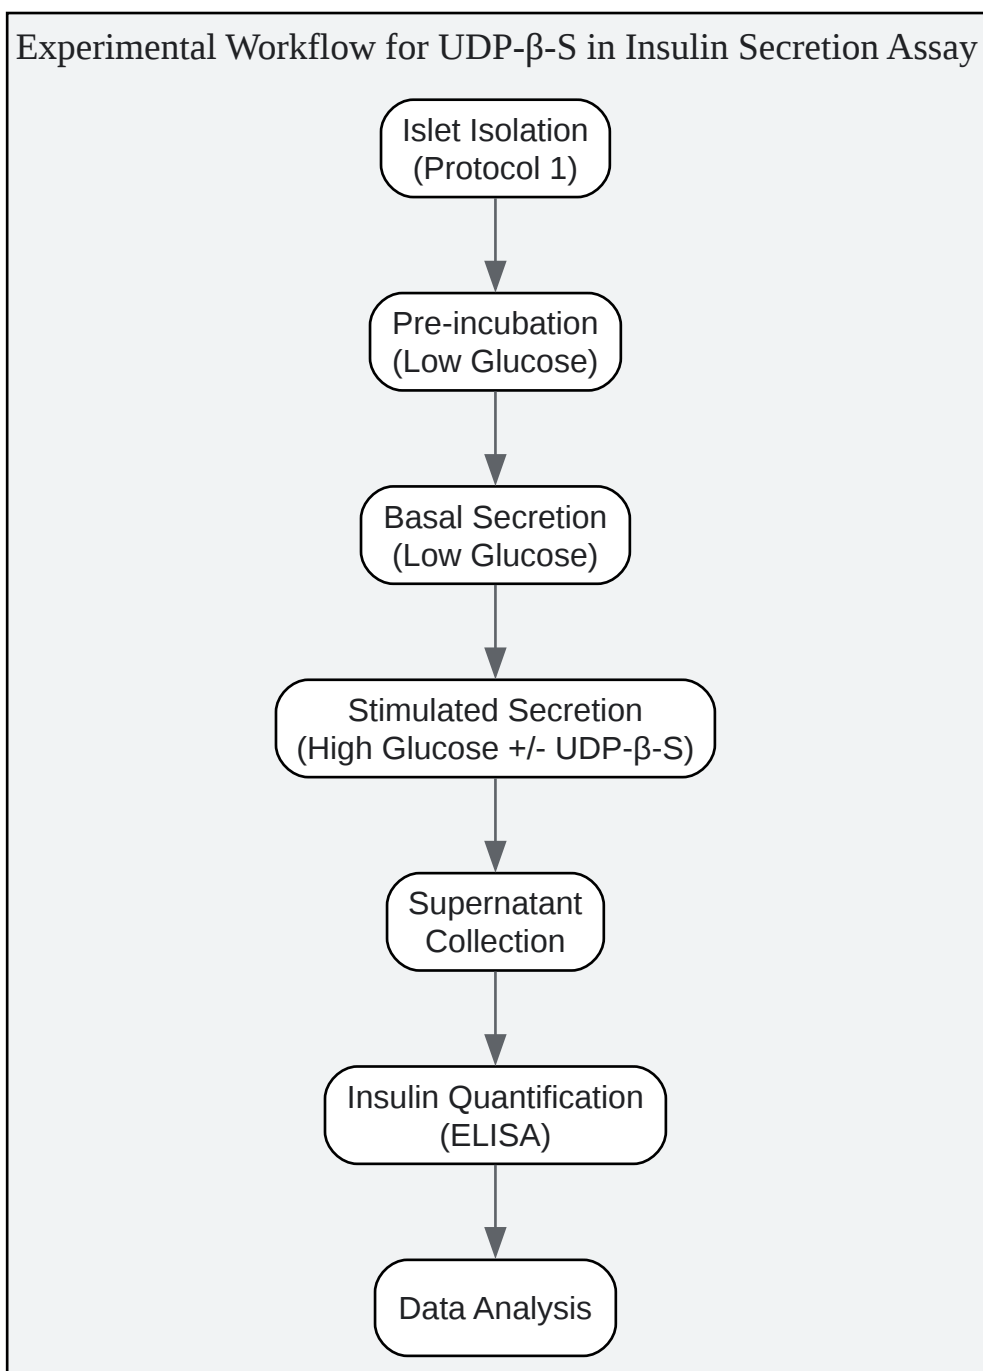 Experimental Workflow for UDP-β-S in Insulin Secretion Assay
Islet Isolation
(Protocol 1)
Pre-incubation
(Low Glucose)
Basal Secretion
(Low Glucose)
Stimulated Secretion
(High Glucose +/- UDP-β-S)
Supernatant
Collection
Insulin Quantification
(ELISA)
Data Analysis